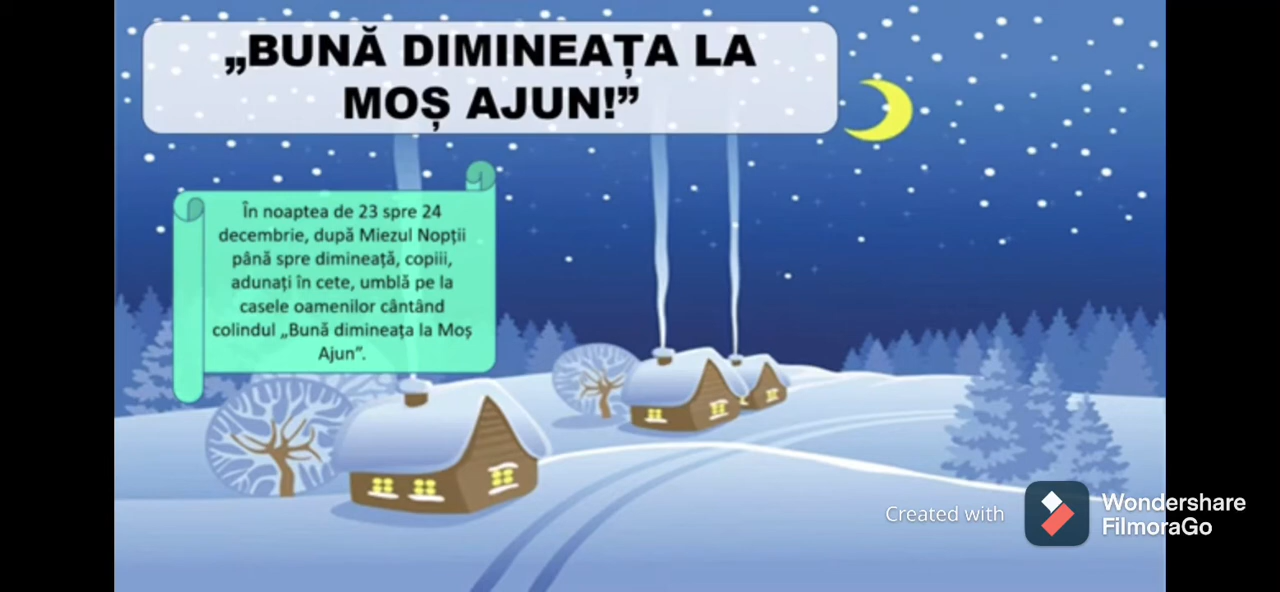 „BUNĂ DIMINEAȚA LA
MOȘ AJUN!”
În noaptea de 23 spre 24
decembrie, după Miezul Nopții
până spre dimineață, copiii,
adunați în cete, umblă pe la
casele oamenilor cântând
colindul „Bună dimineața la Moș
Ajun”.
Created with
Wondershare
FilmoraGo